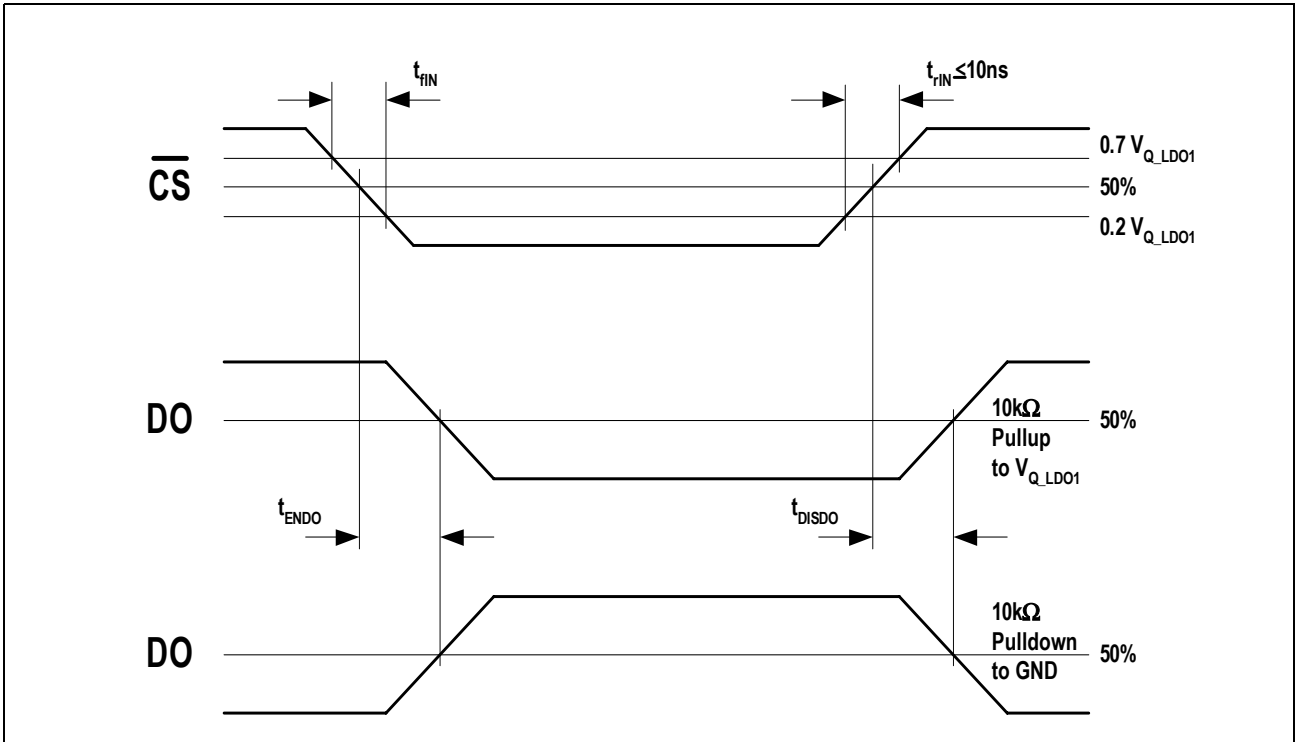 t_fIN
t_rIN≤10ns
0.7 V_Q_LDO1
C̅S̅
50%
0.2 V_Q_LDO1
DO
10kΩ
Pullup
to V_Q_LDO1
50%
t_ENDO
t_DISDO
DO
10kΩ
Pulldown
to GND
50%